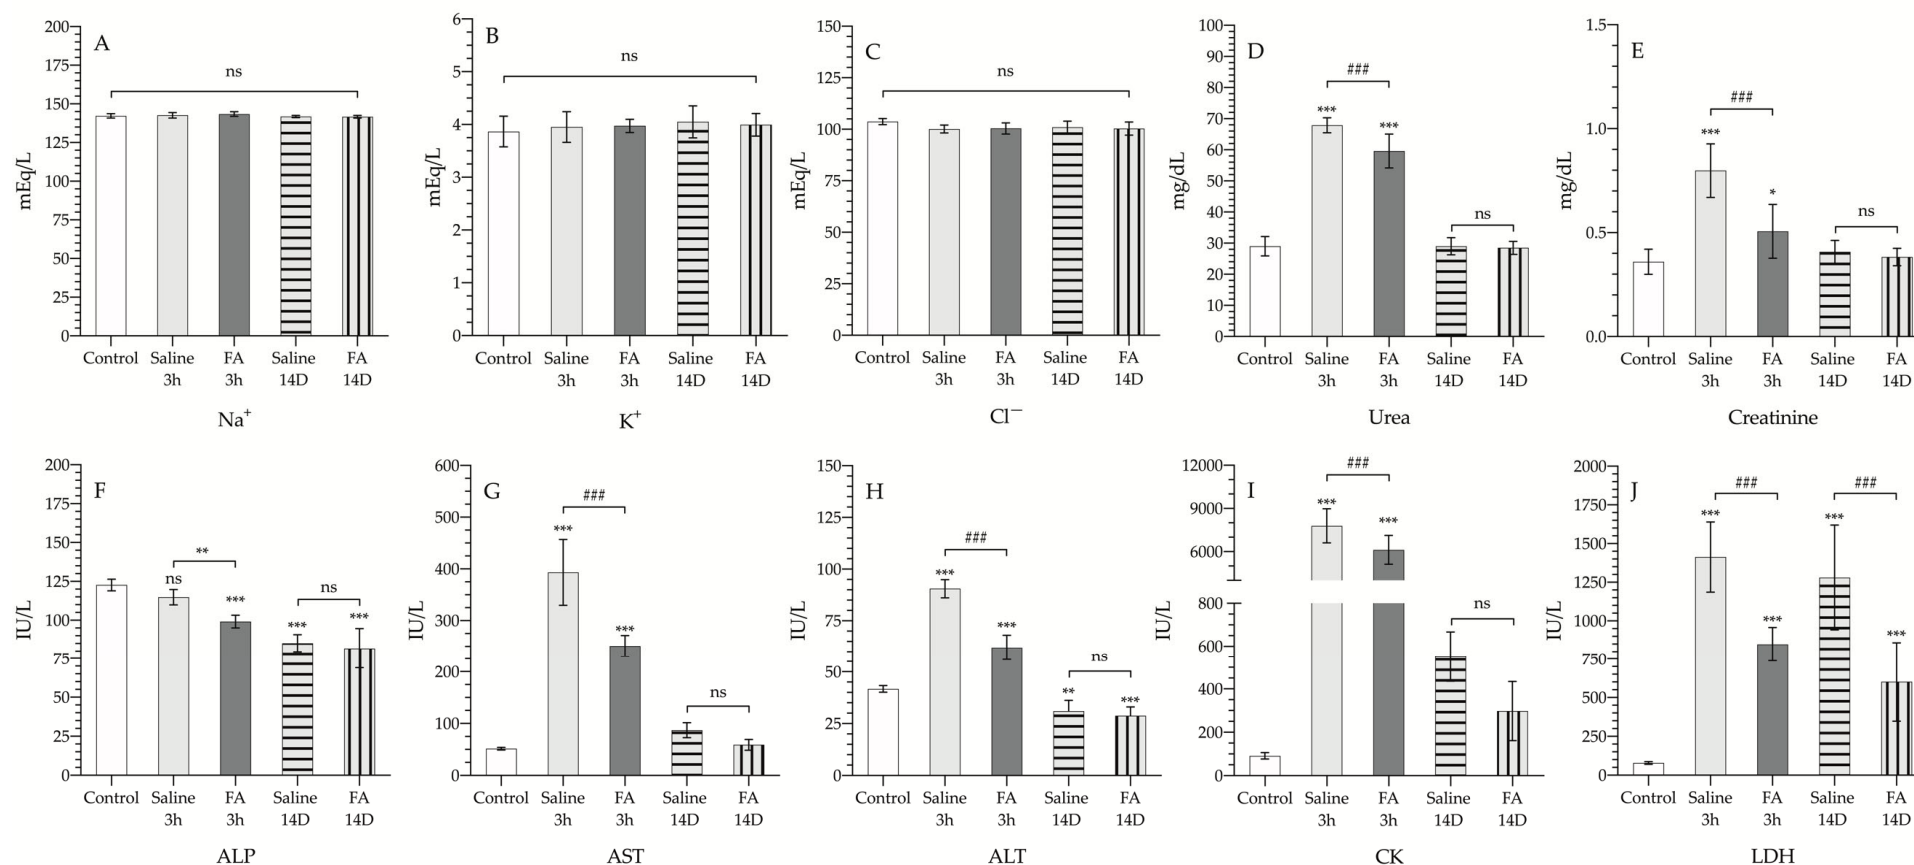 A
ns
mEq/L
200
175
150
125
100
75
50
25
0
Control Saline FA Saline FA
3h 3h 14D 14D
Na⁺
B
ns
mEq/L
6
5
4
3
2
1
0
Control Saline FA Saline FA
3h 3h 14D 14D
K⁺
C
ns
mEq/L
150
125
100
75
50
25
0
Control Saline FA Saline FA
3h 3h 14D 14D
Cl⁻
D
###
***
***
ns
mg/dL
100
90
80
70
60
50
40
30
20
10
0
Control Saline FA Saline FA
3h 3h 14D 14D
Urea
E
###
***
*
ns
mg/dL
1.5
1.0
0.5
0.0
Control Saline FA Saline FA
3h 3h 14D 14D
Creatinine
F
**
ns
***
ns
***
***
IU/L
200
175
150
125
100
75
50
25
0
Control Saline FA Saline FA
3h 3h 14D 14D
ALP
G
###
***
***
ns
IU/L
600
500
400
300
200
100
0
Control Saline FA Saline FA
3h 3h 14D 14D
AST
H
###
***
***
ns
**
***
IU/L
150
125
100
75
50
25
0
Control Saline FA Saline FA
3h 3h 14D 14D
ALT
I
###
***
***
ns
IU/L
12000
9000
6000
800
600
400
200
0
Control Saline FA Saline FA
3h 3h 14D 14D
CK
J
###
###
***
***
***
***
IU/L
2000
1750
1500
1250
1000
750
500
250
0
Control Saline FA Saline FA
3h 3h 14D 14D
LDH